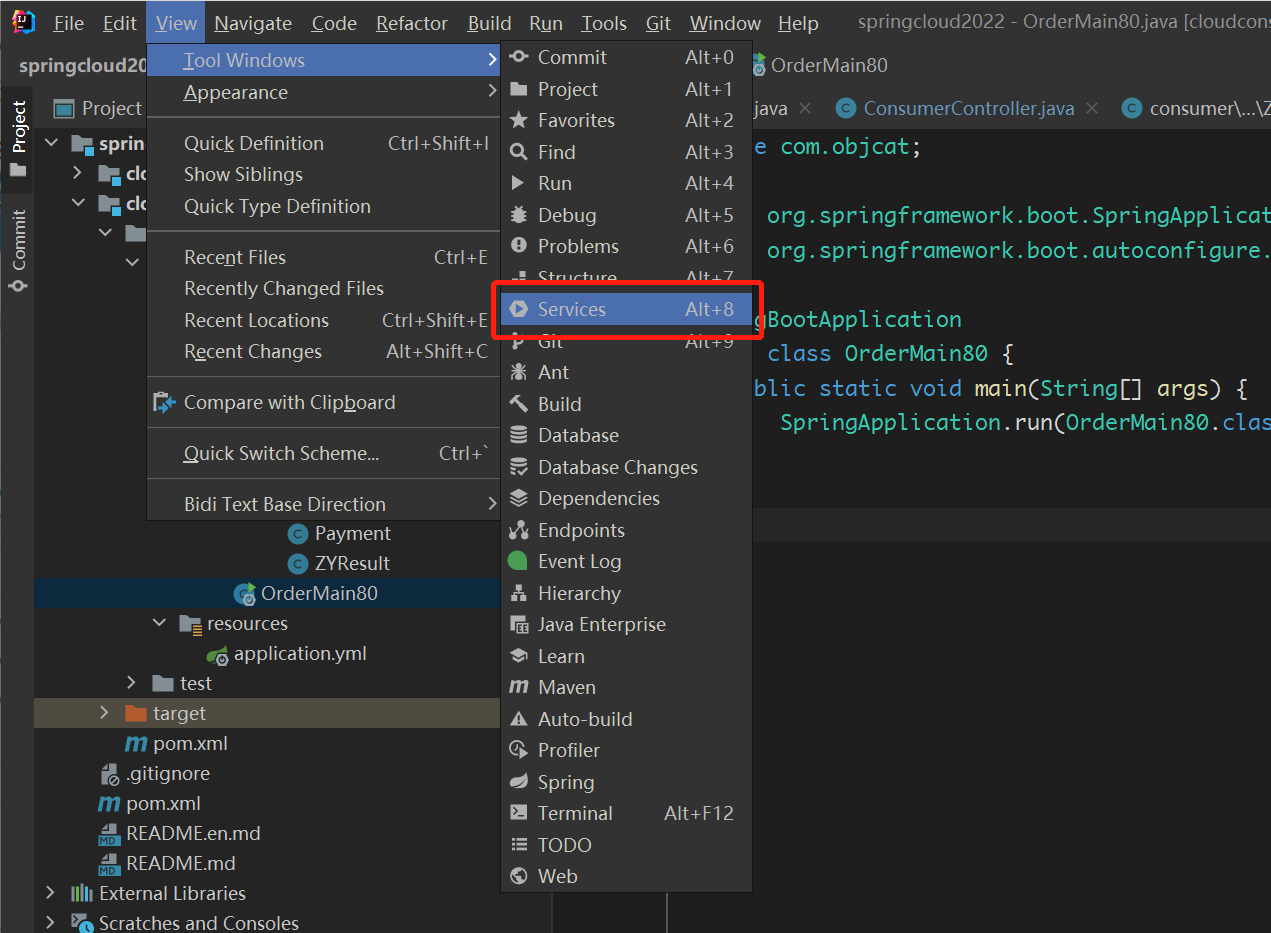 File Edit View Navigate Code Refactor Build Run Tools Git Window Help springcloud2022 - OrderMain80.java [cloudcons
springcloud20
OrderMain80
Project
Commit
Project
java
ConsumerController.java
consumer\...\Z
sprin
clo
clo
Tool Windows
Appearance
Quick Definition Ctrl+Shift+I
Show Siblings
Quick Type Definition
Recent Files Ctrl+E
Recently Changed Files
Recent Locations Ctrl+Shift+E
Recent Changes Alt+Shift+C
Compare with Clipboard
Quick Switch Scheme... Ctrl+`
Bidi Text Base Direction
Commit Alt+0
Project Alt+1
Favorites Alt+2
Find Alt+3
Run Alt+4
Debug Alt+5
Problems Alt+6
Structure Alt+7
Services Alt+8
Git Alt+9
Ant
Build
Database
Database Changes
Dependencies
Endpoints
Event Log
Hierarchy
Java Enterprise
Learn
Maven
Auto-build
Profiler
Spring
Terminal Alt+F12
TODO
Web
e com.objcat;
org.springframework.boot.SpringApplicat
org.springframework.boot.autoconfigure.
gBootApplication
class OrderMain80 {
blic static void main(String[] args) {
SpringApplication.run(OrderMain80.clas
Payment
ZYResult
OrderMain80
resources
application.yml
test
target
pom.xml
.gitignore
pom.xml
README.en.md
README.md
External Libraries
Scratches and Consoles